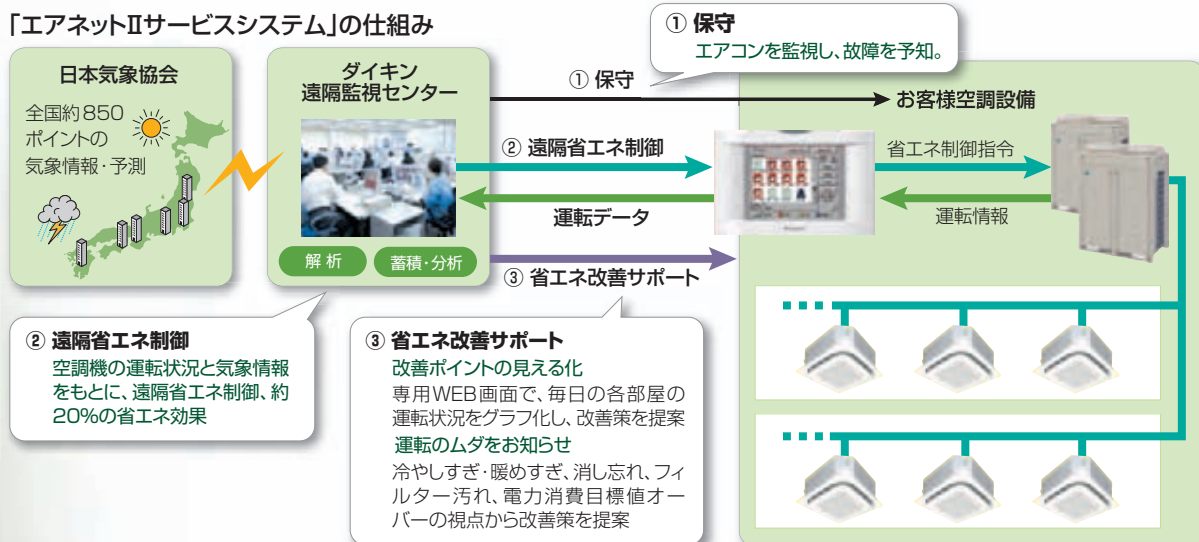 「エアネットⅡサービスシステム」の仕組み
日本気象協会
全国約850
ポイントの
気象情報・予測
ダイキン
遠隔監視センター
解析
蓄積・分析
① 保守
エアコンを監視し、故障を予知。
① 保守
お客様空調設備
② 遠隔省エネ制御
省エネ制御指令
運転データ
運転情報
③ 省エネ改善サポート
② 遠隔省エネ制御
空調機の運転状況と気象情報
をもとに、遠隔省エネ制御、約
20%の省エネ効果
③ 省エネ改善サポート
改善ポイントの見える化
専用WEB画面で、毎日の各部屋の
運転状況をグラフ化し、改善策を提案
運転のムダをお知らせ
冷やしすぎ・暖めすぎ、消し忘れ、フィ
ルター汚れ、電力消費目標値オー
バーの視点から改善策を提案